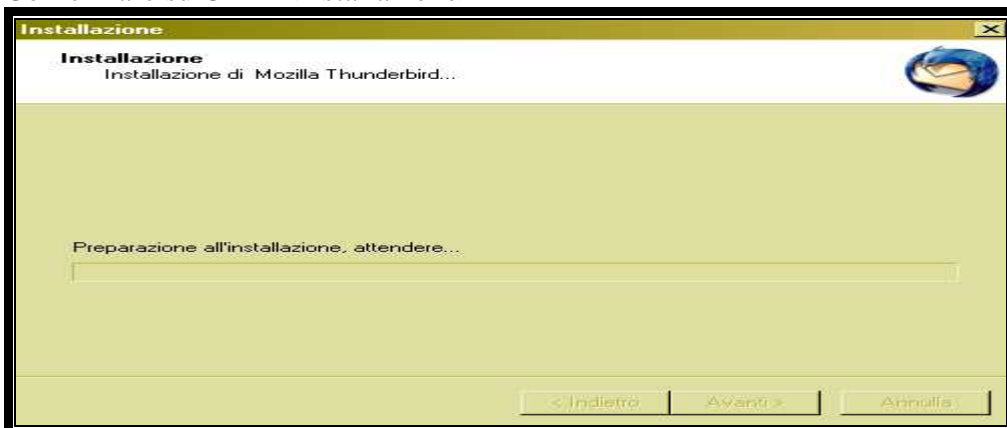 Installazione
Installazione
Installazione di Mozilla Thunderbird...
Preparazione all'installazione, attendere...
< Indietro
Avanti >
Annulla